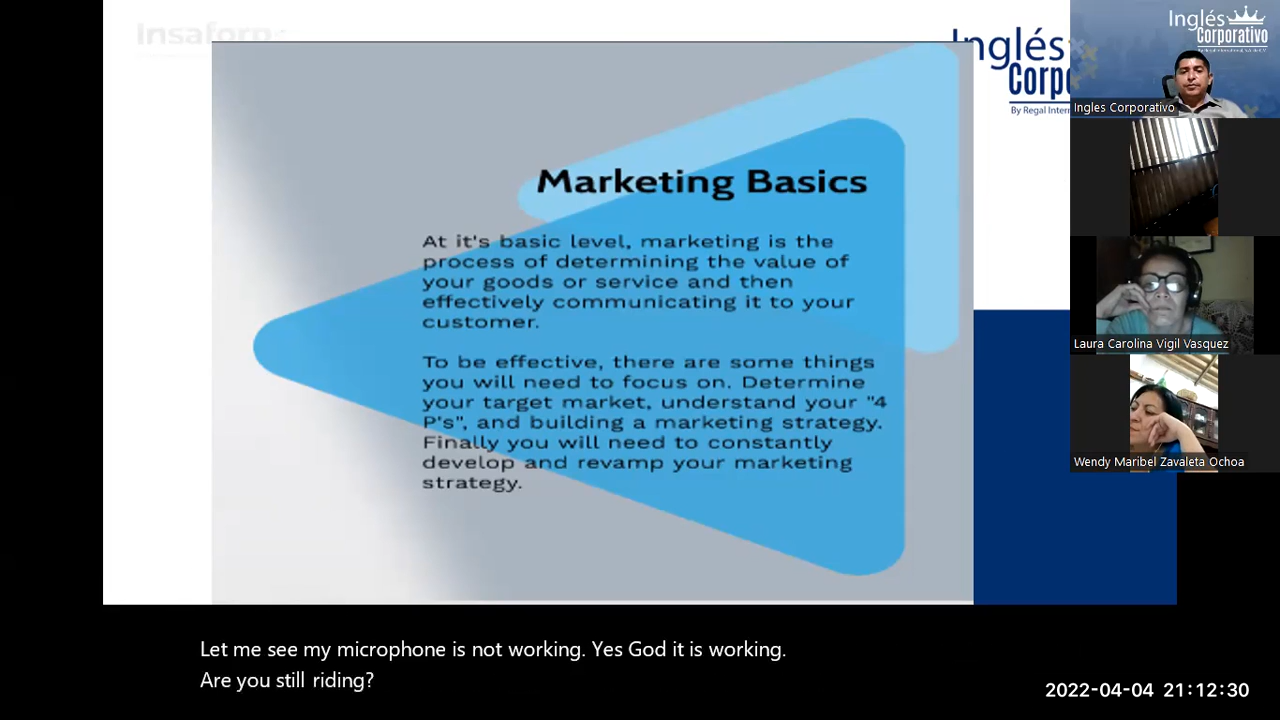 Insaforp
Inglés
Corpo
By Regal Intern
Marketing Basics
At it's basic level, marketing is the
process of determining the value of
your goods or service and then
effectively communicating it to your
customer.
To be effective, there are some things
you will need to focus on. Determine
your target market, understand your "4
P's", and building a marketing strategy.
Finally you will need to constantly
develop and revamp your marketing
strategy.
Inglés
Corporativo
Ingles Corporativo
Laura Carolina Vigil Vasquez
Wendy Maribel Zavaleta Ochoa
Let me see my microphone is not working. Yes God it is working.
Are you still riding?
2022-04-04 21:12:30